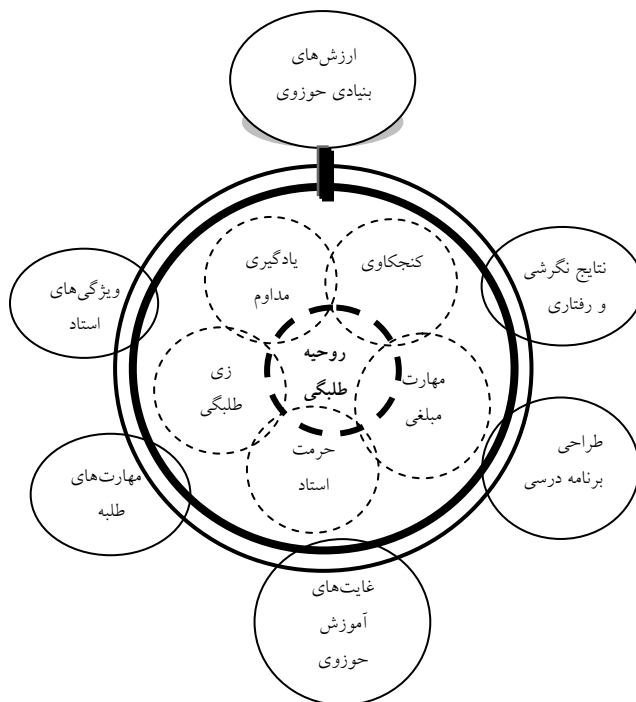 ارزش‌های
بنیادی حوزوی
کنجکاوی
یادگیری
مداوم
نتایج نگرشی
و رفتاری
ویژگی‌های
استاد
روحیه
طلبگی
مهارت
مبلغی
زی
طلبگی
حرمت
استاد
طراحی
برنامه درسی
مهارت‌های
طلبه
غایت‌های
آموزش
حوزوی